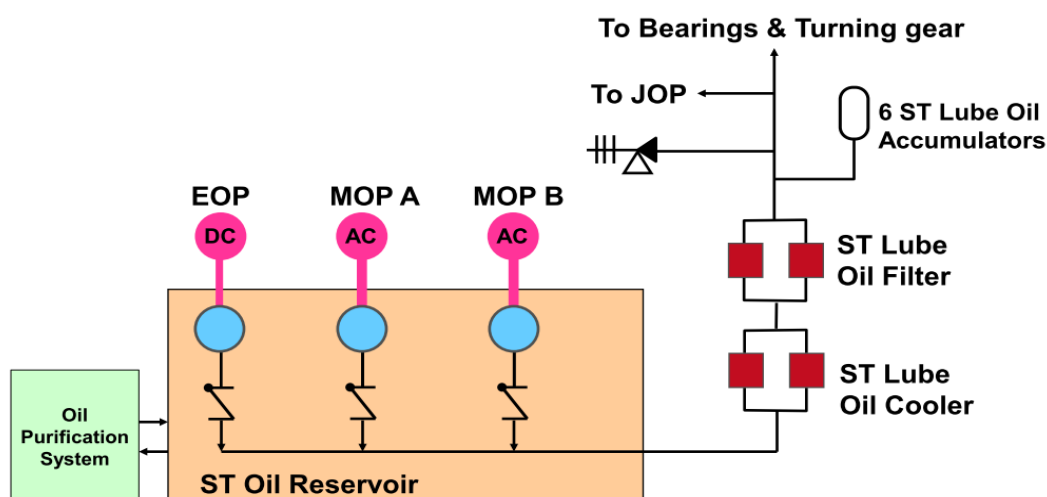 To Bearings & Turning gear
To JOP
6 ST Lube Oil
Accumulators
EOP
MOP A
MOP B
DC
AC
AC
ST Lube
Oil Filter
ST Lube
Oil Cooler
Oil
Purification
System
ST Oil Reservoir